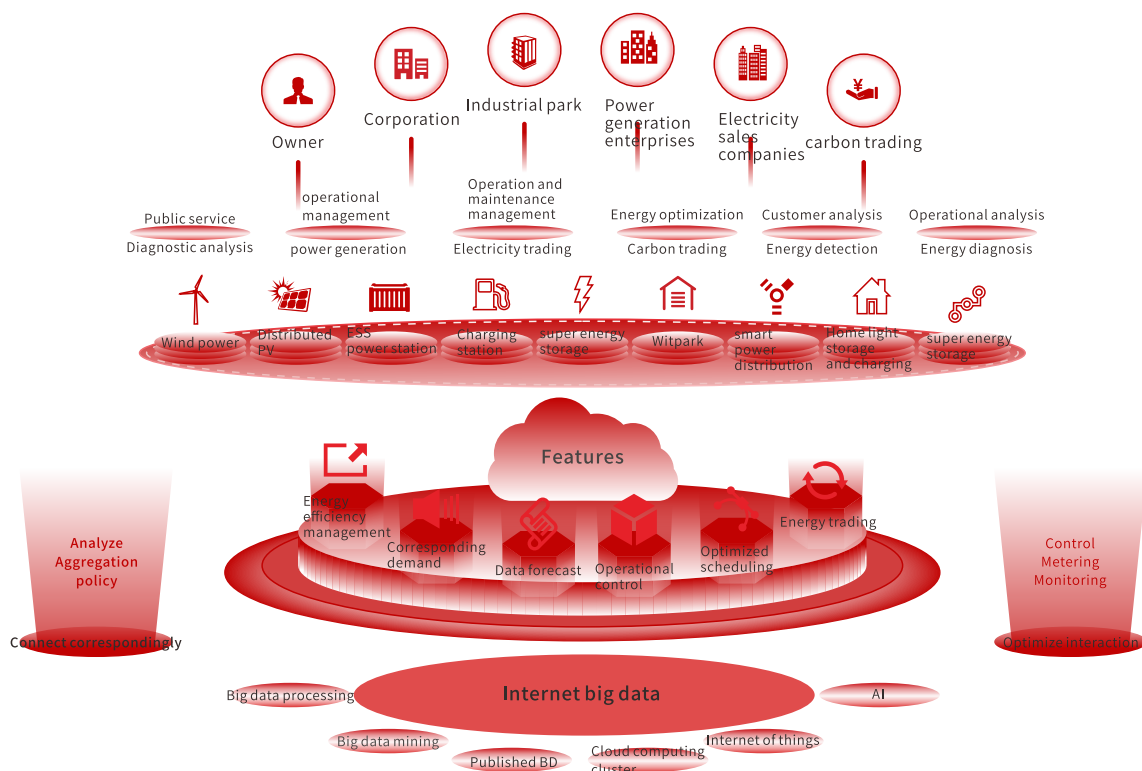 Owner
Corporation
Industrial park
Power
generation
enterprises
Electricity
sales
companies
carbon trading
Public service
Diagnostic analysis
operational
management
power generation
Operation and
maintenance
management
Electricity trading
Energy optimization
Carbon trading
Customer analysis
Energy detection
Operational analysis
Energy diagnosis
Wind power
Distributed
PV
ESS
power station
Charging
station
super energy
storage
Witpark
smart
power
distribution
Home light
storage
and charging
super energy
storage
Features
Energy
efficiency
management
Corresponding
demand
Data forecast
Operational
control
Optimized
scheduling
Energy trading
Analyze
Aggregation
policy
Connect correspondingly
Control
Metering
Monitoring
Optimize interaction
Internet big data
Big data processing
Big data mining
Published BD
Cloud computing
cluster
Internet of things
AI
¥